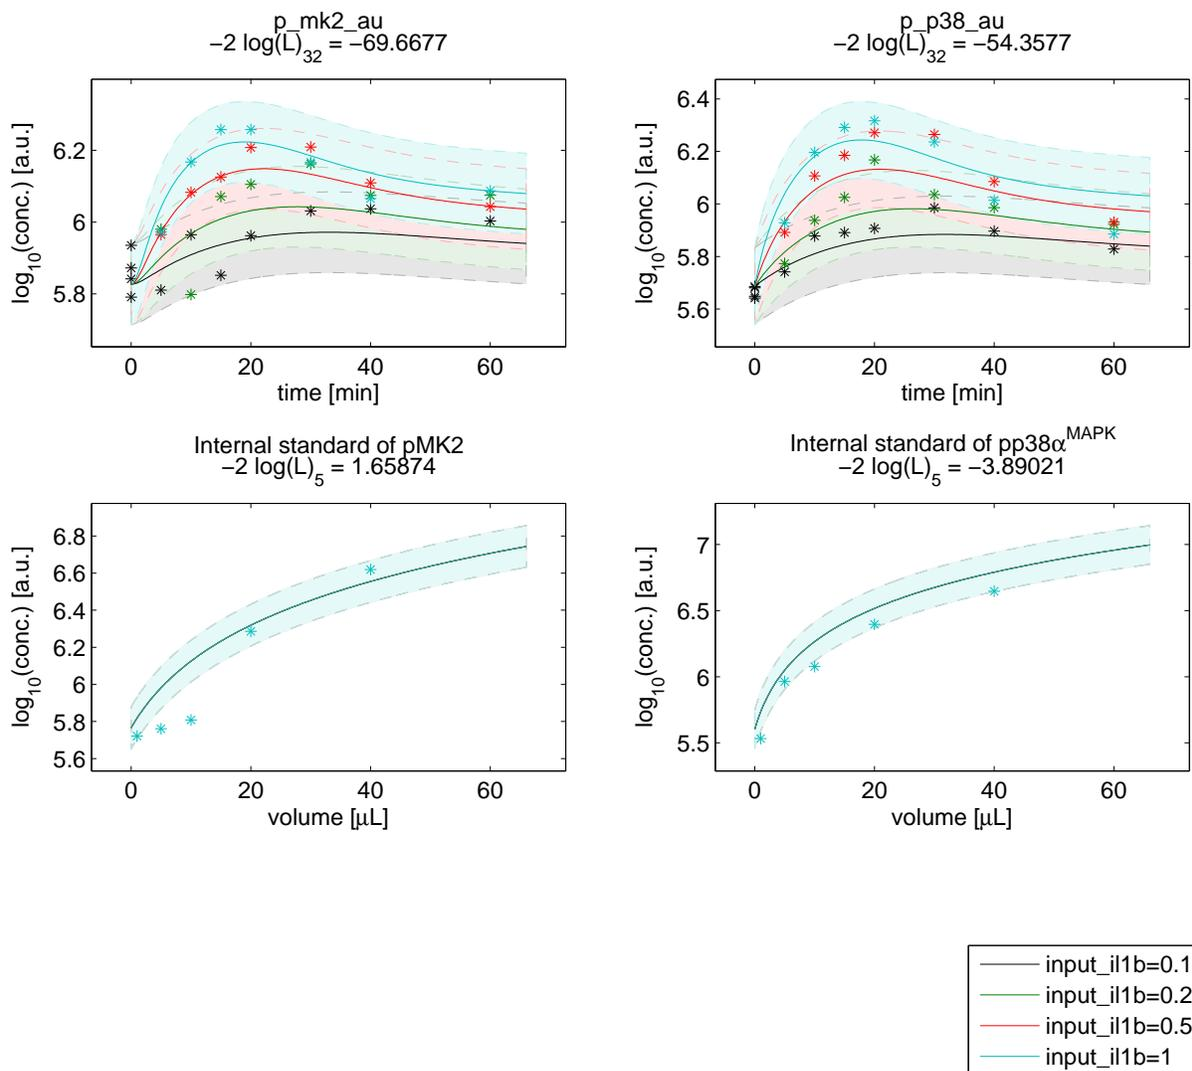 p_mk2_au
−2 log(L)32 = −69.6677
log10(conc.) [a.u.]
6.2
6
5.8
0 20 40 60
time [min]
p_p38_au
−2 log(L)32 = −54.3577
log10(conc.) [a.u.]
6.4
6.2
6
5.8
5.6
0 20 40 60
time [min]
Internal standard of pMK2
−2 log(L)5 = 1.65874
log10(conc.) [a.u.]
6.8
6.6
6.4
6.2
6
5.8
5.6
0 20 40 60
volume [μL]
Internal standard of pp38αMAPK
−2 log(L)5 = −3.89021
log10(conc.) [a.u.]
7
6.5
6
5.5
0 20 40 60
volume [μL]
input_il1b=0.1
input_il1b=0.2
input_il1b=0.5
input_il1b=1